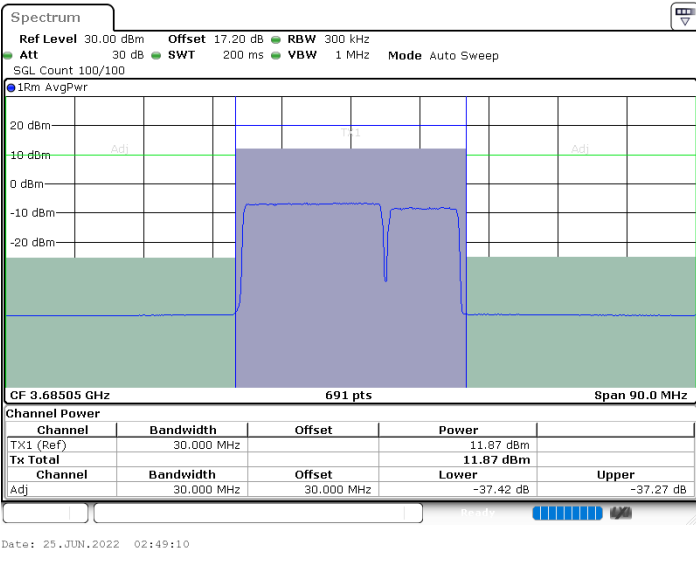 Spectrum
Ref Level 30.00 dBm Offset 17.20 dB RBW 300 kHz
Att 30 dB SWT 200 ms VBW 1 MHz Mode Auto Sweep
SGL Count 100/100
1Rm AvgPwr
20 dBm
TX1
Adj Adj
10 dBm
0 dBm
-10 dBm
-20 dBm
CF 3.68505 GHz 691 pts Span 90.0 MHz
Channel Power
Channel Bandwidth Offset Power
TX1 (Ref) 30.000 MHz 11.87 dBm
Tx Total 11.87 dBm
Channel Bandwidth Offset Lower Upper
Adj 30.000 MHz 30.000 MHz -37.42 dB -37.27 dB
Ready
Date: 25.JUN.2022 02:49:10